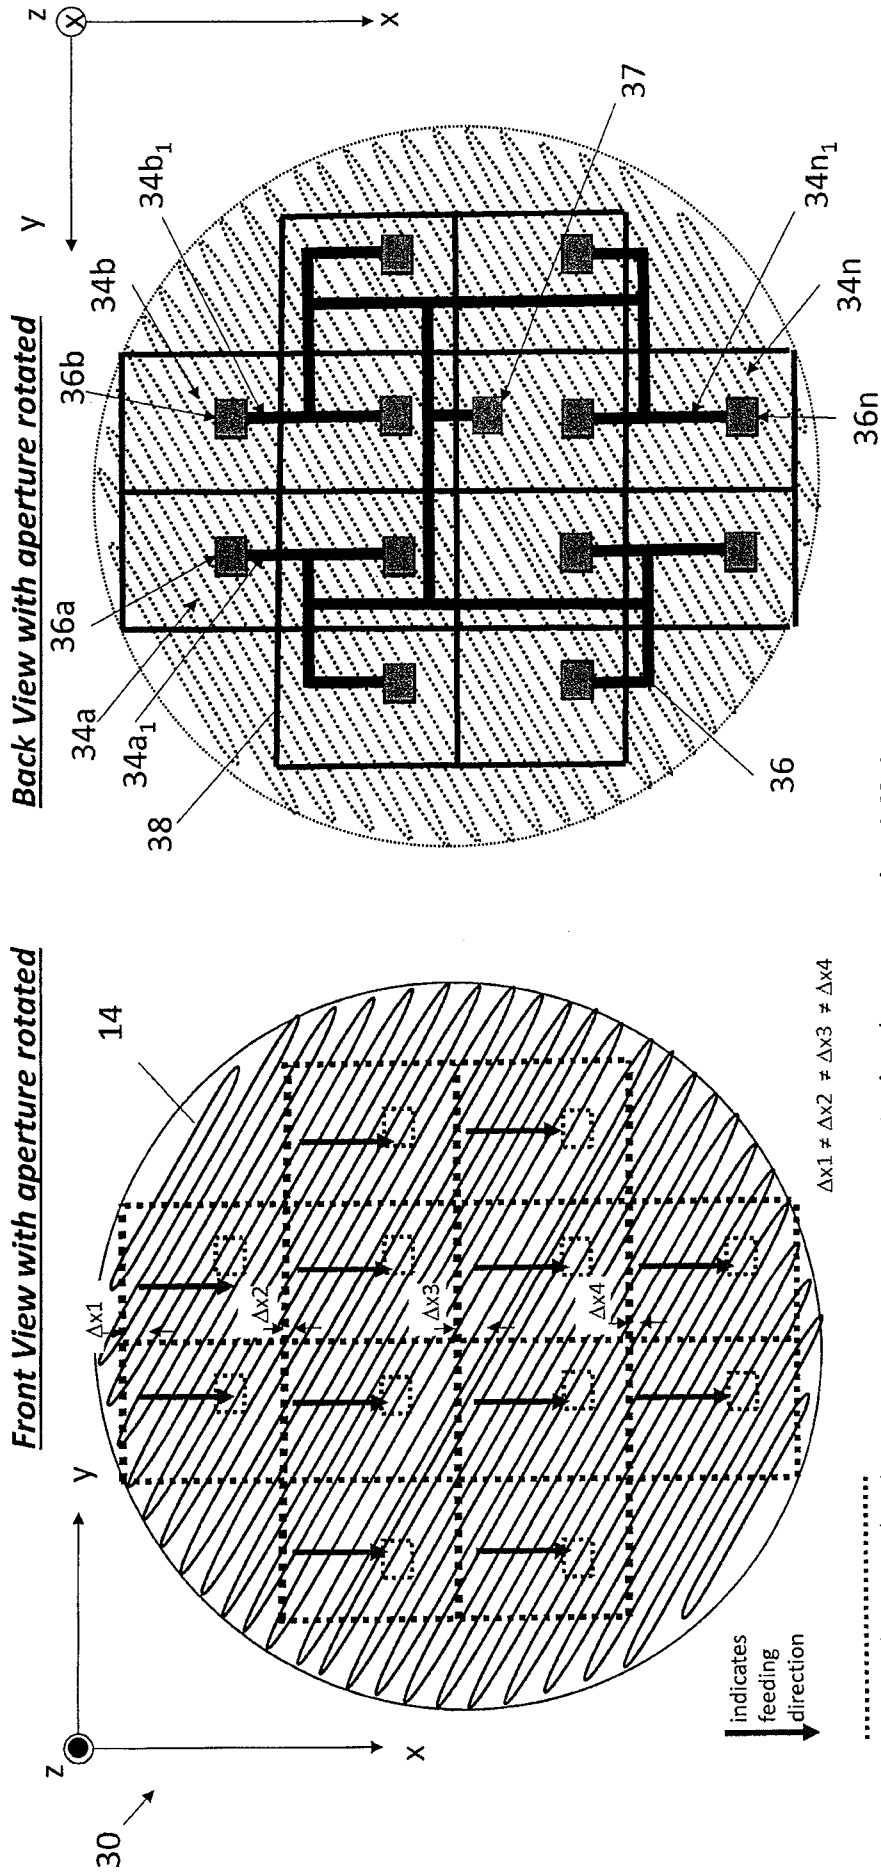 Front View with aperture rotated
Back View with aperture rotated
30
z
y
x
14
Δx1
Δx2
Δx3
Δx4
indicates
feeding
direction
Δx1 ≠ Δx2 ≠ Δx3 ≠ Δx4
z
x
y
x
36a
34a
34a₁
38
36b
34b
34b₁
37
36
34n₁
34n
36n